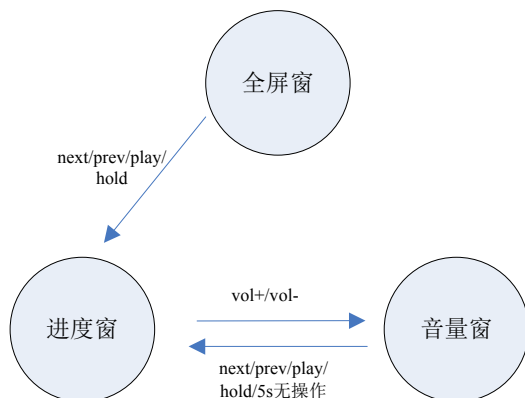 全屏窗
next/prev/play/
hold
进度窗
vol+/vol-
音量窗
next/prev/play/
hold/5s无操作